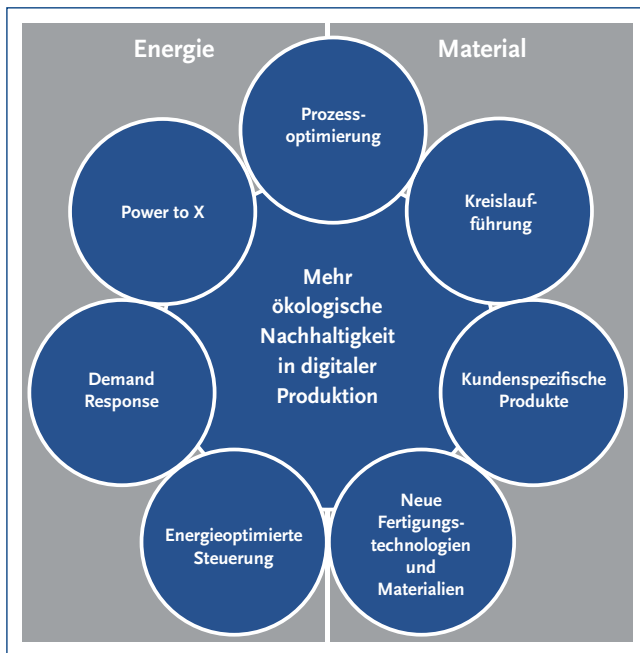 Energie
Material
Prozess-
optimierung
Power to X
Kreislauf-
führung
Mehr
ökologische
Nachhaltigkeit
in digitaler
Produktion
Demand
Response
Kundenspezifische
Produkte
Energieoptimierte
Steuerung
Neue
Fertigungs-
technologien
und
Materialien